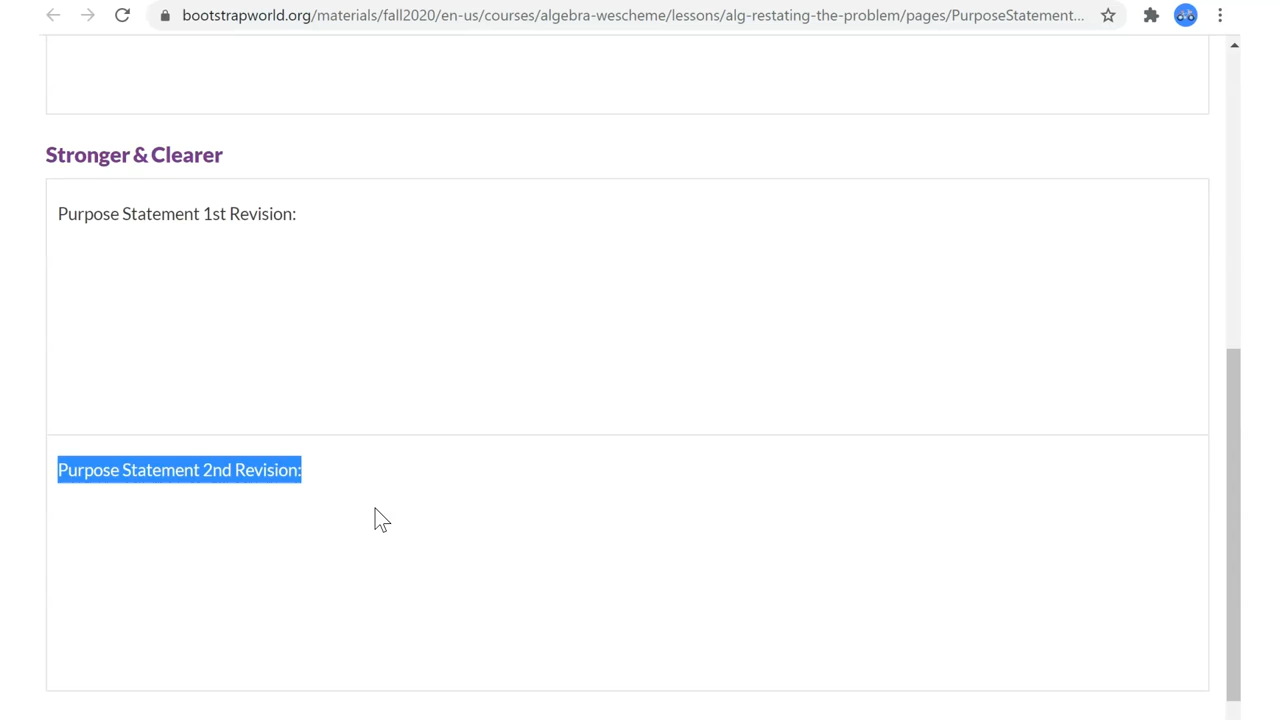 bootstrapworld.org/materials/fall2020/en-us/courses/algebra-wescheme/lessons/alg-restating-the-problem/pages/PurposeStatement...
Stronger & Clearer
Purpose Statement 1st Revision:
Purpose Statement 2nd Revision: